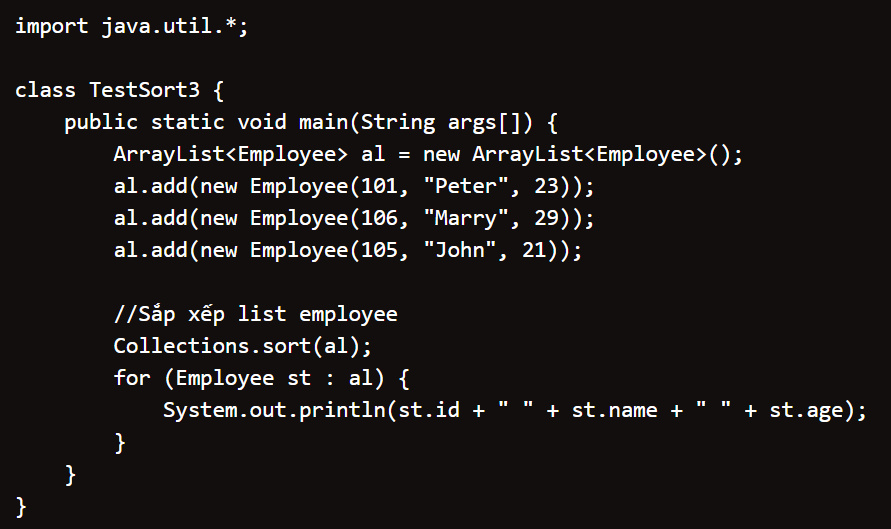 import java.util.*;
class TestSort3 {
public static void main(String args[]) {
ArrayList<Employee> al = new ArrayList<Employee>();
al.add(new Employee(101, "Peter", 23));
al.add(new Employee(106, "Marry", 29));
al.add(new Employee(105, "John", 21));
//Sắp xếp list employee
Collections.sort(al);
for (Employee st : al) {
System.out.println(st.id + " " + st.name + " " + st.age);
}
}
}